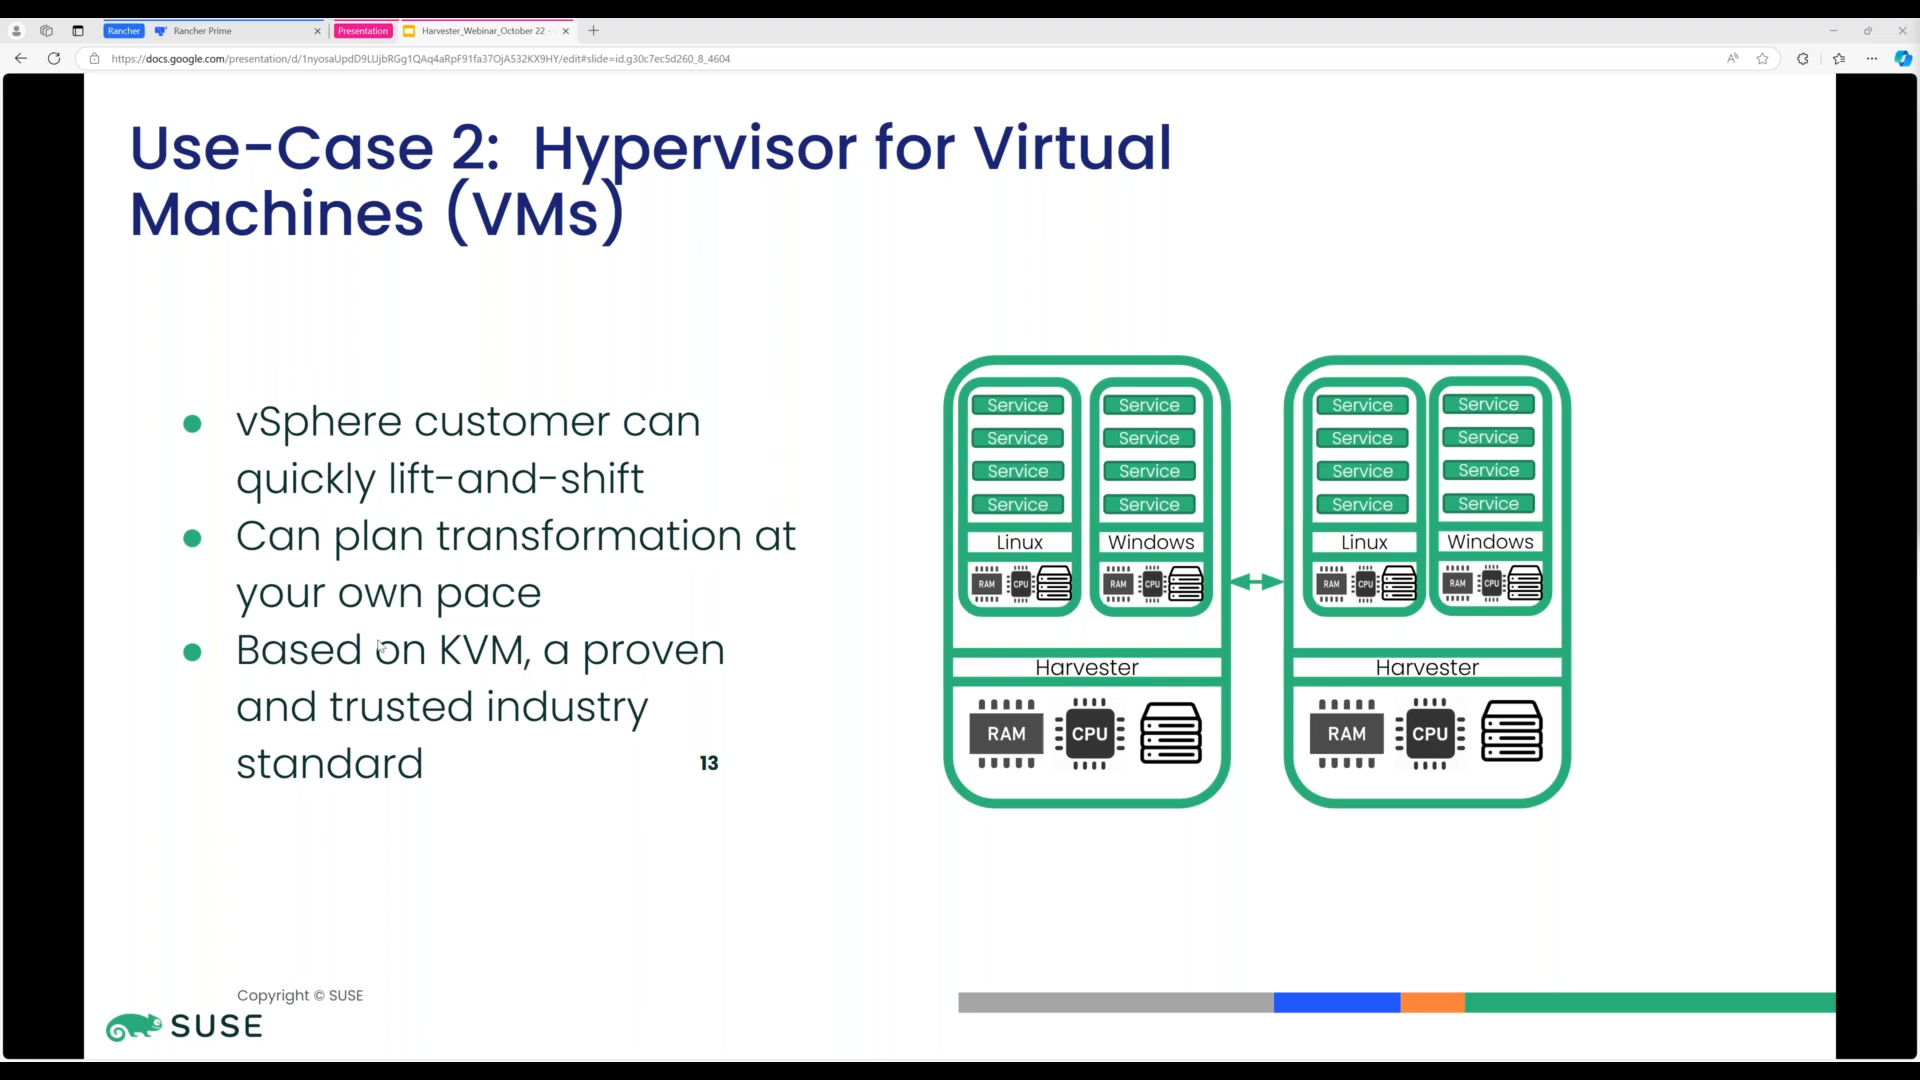 Rancher
Rancher Prime
Presentation
Harvester_Webinar_October 22 -
https://docs.google.com/presentation/d/1nyosaUpdD9LUjbRGg1QAq4aRpF91fa37OjA532KX9HY/edit#slide=id.g30c7ec5d260_8_4604
Use-Case 2: Hypervisor for Virtual
Machines (VMs)
vSphere customer can
quickly lift-and-shift
Can plan transformation at
your own pace
Based on KVM, a proven
and trusted industry
standard
13
Service Service Service Service
Service Service Service Service
Service Service Service Service
Service Service Service Service
Linux Windows Linux Windows
RAM CPU RAM CPU RAM CPU RAM CPU
Harvester Harvester
RAM CPU RAM CPU
Copyright © SUSE
SUSE